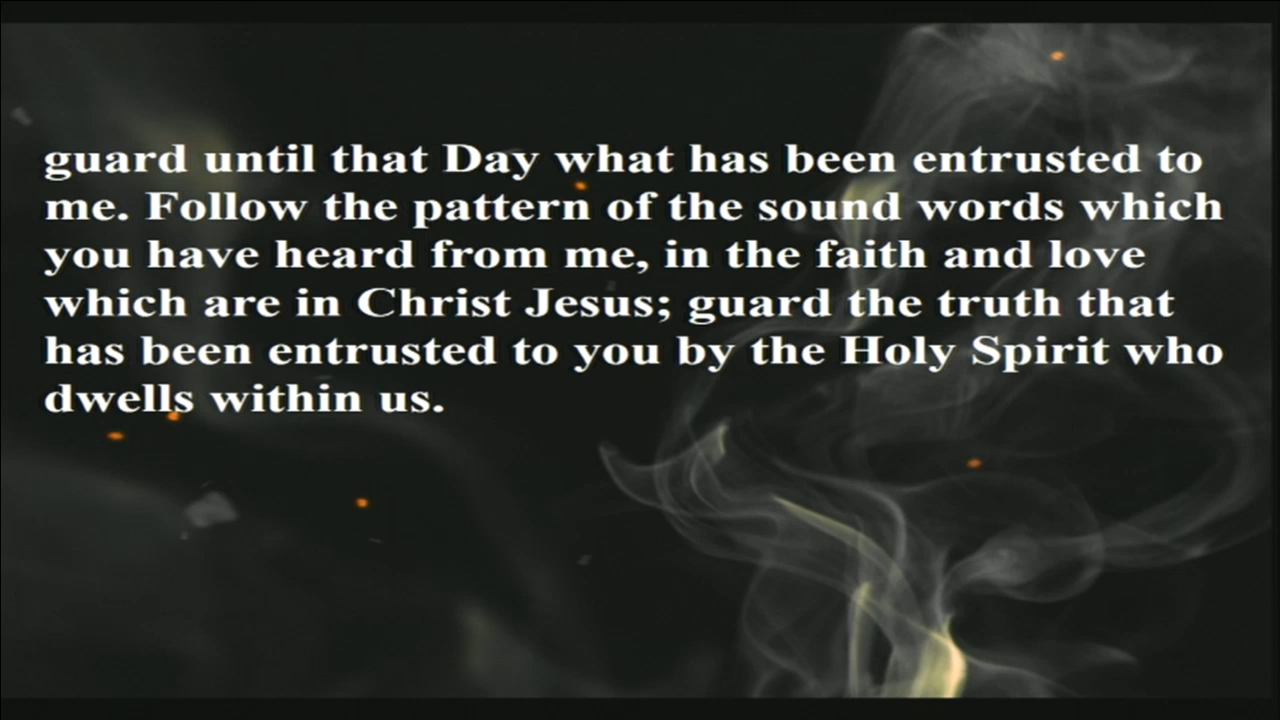 guard until that Day what has been entrusted to
me. Follow the pattern of the sound words which
you have heard from me, in the faith and love
which are in Christ Jesus; guard the truth that
has been entrusted to you by the Holy Spirit who
dwells within us.